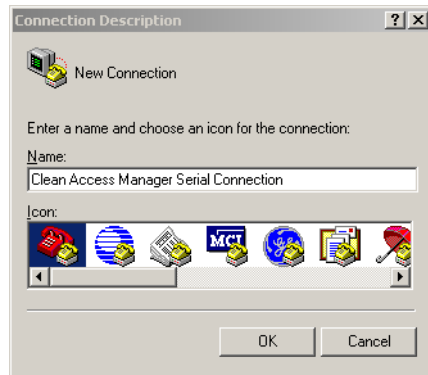 Connection Description
New Connection
Enter a name and choose an icon for the connection:
Name:
Clean Access Manager Serial Connection
Icon:
MCI
OK Cancel